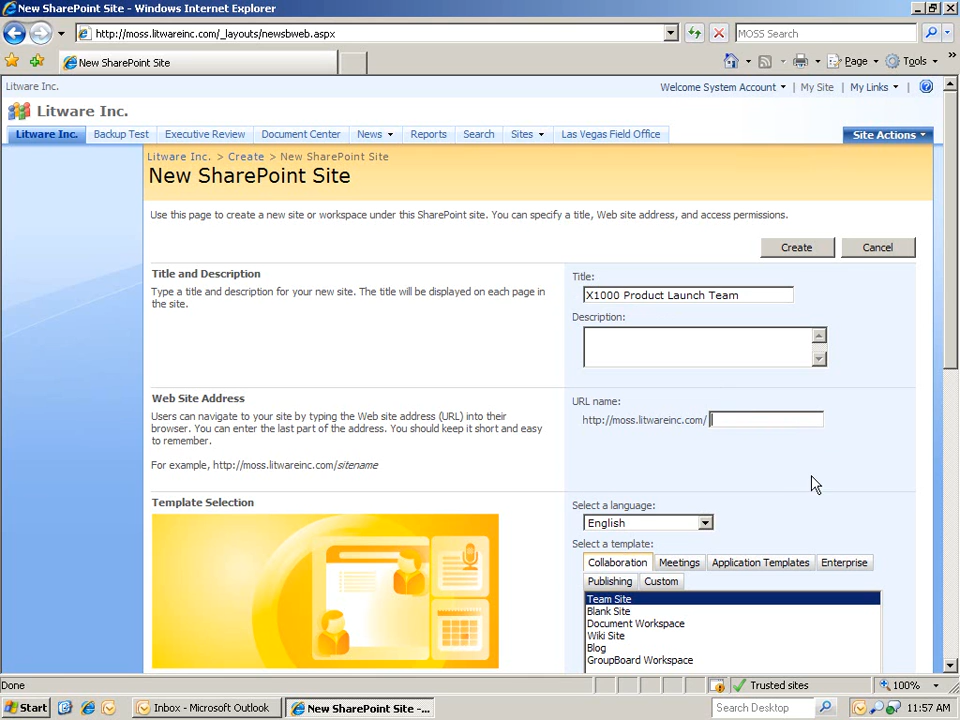 New SharePoint Site - Windows Internet Explorer
http://moss.litwareinc.com/_layouts/newsbweb.aspx
MOSS Search
New SharePoint Site
Page
Tools
Litware Inc.
Welcome System Account
My Site
My Links
Litware Inc.
Litware Inc.
Backup Test
Executive Review
Document Center
News
Reports
Search
Sites
Las Vegas Field Office
Site Actions
Litware Inc. > Create > New SharePoint Site
New SharePoint Site
Use this page to create a new site or workspace under this SharePoint site. You can specify a title, Web site address, and access permissions.
Create
Cancel
Title and Description
Type a title and description for your new site. The title will be displayed on each page in
the site.
Title:
X1000 Product Launch Team
Description:
Web Site Address
Users can navigate to your site by typing the Web site address (URL) into their
browser. You can enter the last part of the address. You should keep it short and easy
to remember.
For example, http://moss.litwareinc.com/sitename
URL name:
http://moss.litwareinc.com/
Template Selection
Select a language:
English
Select a template:
Collaboration
Meetings
Application Templates
Enterprise
Publishing
Custom
Team Site
Blank Site
Document Workspace
Wiki Site
Blog
GroupBoard Workspace
Done
Trusted sites
100%
Start
Inbox - Microsoft Outlook
New SharePoint Site -...
Search Desktop
11:57 AM